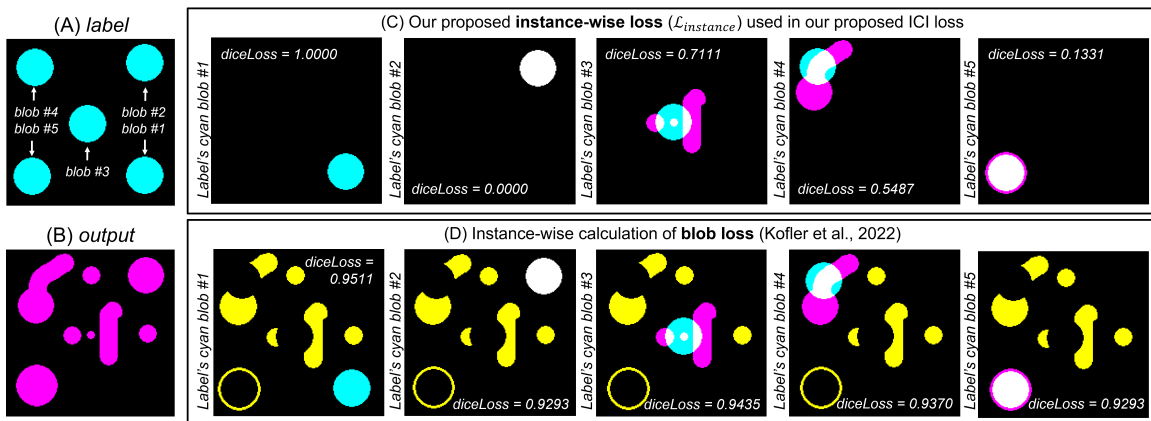 (A) label
blob #4
blob #5
blob #2
blob #1
blob #3
(B) output
(C) Our proposed instance-wise loss (ℒinstance) used in our proposed ICI loss
Label's cyan blob #1
diceLoss = 1.0000
Label's cyan blob #2
diceLoss = 0.0000
Label's cyan blob #3
diceLoss = 0.7111
Label's cyan blob #4
diceLoss = 0.5487
Label's cyan blob #5
diceLoss = 0.1331
(D) Instance-wise calculation of blob loss (Kofler et al., 2022)
Label's cyan blob #1
diceLoss =
0.9511
Label's cyan blob #2
diceLoss = 0.9293
Label's cyan blob #3
diceLoss = 0.9435
Label's cyan blob #4
diceLoss = 0.9370
Label's cyan blob #5
diceLoss = 0.9293